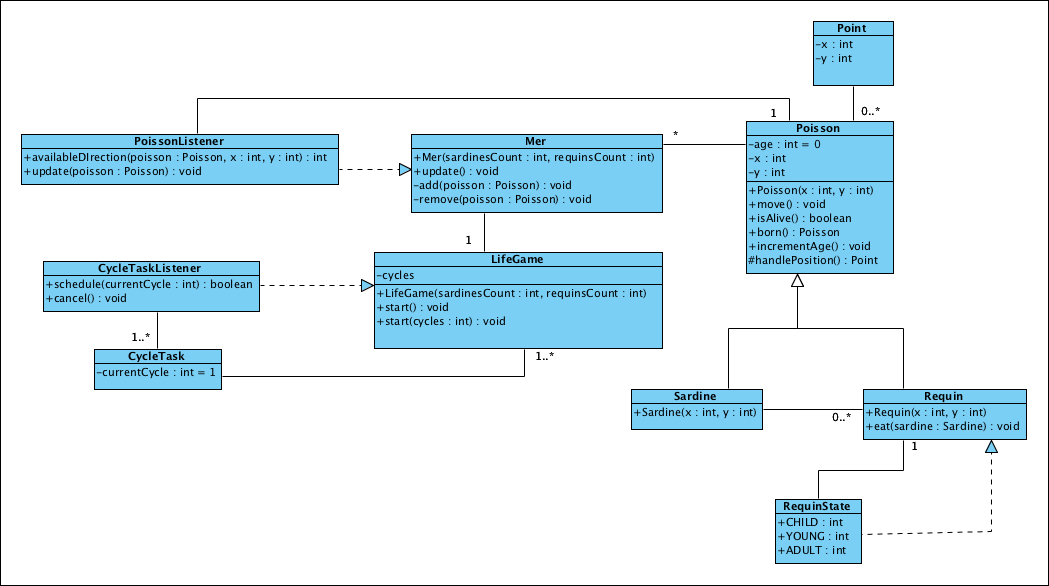 Point
-x : int
-y : int
1
0..*
PoissonListener
+availableDIrection(poisson : Poisson, x : int, y : int) : int
+update(poisson : Poisson) : void
Mer
+Mer(sardinesCount : int, requinsCount : int)
+update() : void
-add(poisson : Poisson) : void
-remove(poisson : Poisson) : void
*
Poisson
-age : int = 0
-x : int
-y : int
+Poisson(x : int, y : int)
+move() : void
+isAlive() : boolean
+born() : Poisson
+incrementAge() : void
#handlePosition() : Point
1
CycleTaskListener
+schedule(currentCycle : int) : boolean
+cancel() : void
LifeGame
-cycles
+LifeGame(sardinesCount : int, requinsCount : int)
+start() : void
+start(cycles : int) : void
1..*
1..*
CycleTask
-currentCycle : int = 1
Sardine
+Sardine(x : int, y : int)
0..*
Requin
+Requin(x : int, y : int)
+eat(sardine : Sardine) : void
1
RequinState
+CHILD : int
+YOUNG : int
+ADULT : int